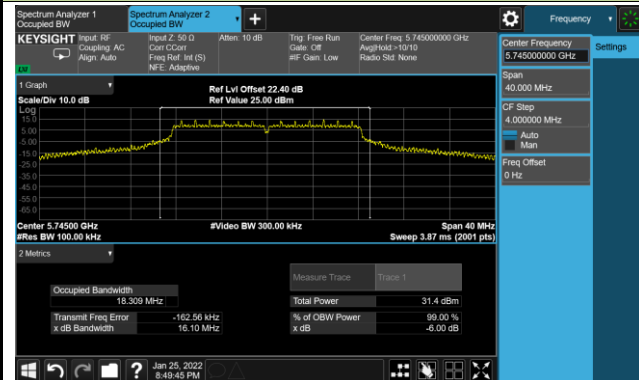 Spectrum Analyzer 1
Occupied BW
Spectrum Analyzer 2
Occupied BW
Frequency
KEYSIGHT
Input: RF
Coupling: AC
Align: Auto
Input Z: 50 Ω
Corr CCorr
Freq Ref: Int (S)
NFE: Adaptive
Atten: 10 dB
Trig: Free Run
Gate: Off
#IF Gain: Low
Center Freq: 5.745000000 GHz
Avg|Hold:>10/10
Radio Std: None
Center Frequency
5.745000000 GHz
Settings
Span
40.000 MHz
CF Step
4.000000 MHz
Auto
Man
Freq Offset
0 Hz
1 Graph
Scale/Div 10.0 dB
Ref Lvl Offset 22.40 dB
Ref Value 25.00 dBm
Log
15.0
5.00
-5.00
-15.0
-25.0
-35.0
-45.0
-55.0
-65.0
Center 5.74500 GHz
#Res BW 100.00 kHz
#Video BW 300.00 kHz
Span 40 MHz
Sweep 3.87 ms (2001 pts)
2 Metrics
Measure Trace
Trace 1
Occupied Bandwidth
18.309 MHz
Total Power
31.4 dBm
Transmit Freq Error
-162.56 kHz
% of OBW Power
99.00 %
x dB Bandwidth
16.10 MHz
x dB
-6.00 dB
Jan 25, 2022
8:49:45 PM